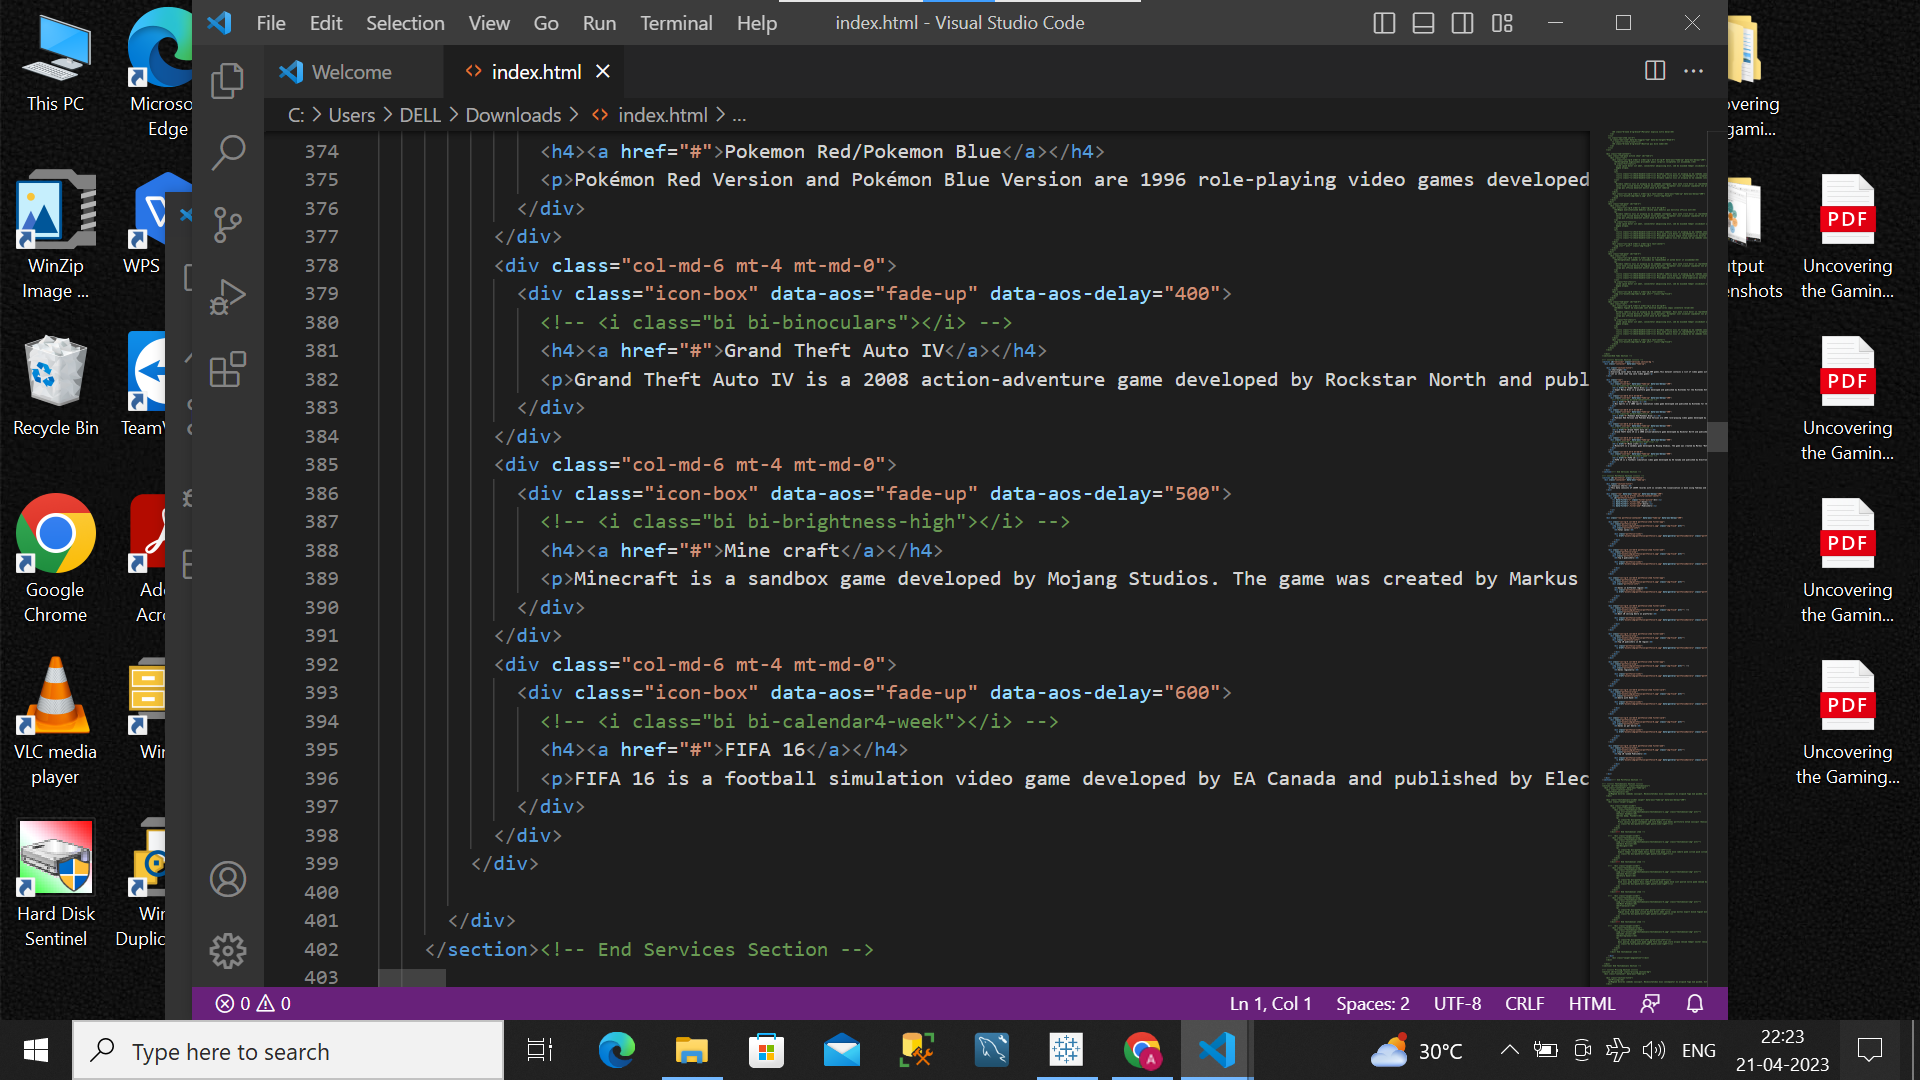 This PC
Microso
Edge
WinZip
Image ...
WPS
Recycle Bin
TeamV
Google
Chrome
Ado
Acro
VLC media
player
Win
Hard Disk
Sentinel
Win
Duplic
File Edit Selection View Go Run Terminal Help
index.html - Visual Studio Code
Welcome
index.html
C: > Users > DELL > Downloads > <> index.html > ...
374 <h4><a href="#">Pokemon Red/Pokemon Blue</a></h4>
375 <p>Pokémon Red Version and Pokémon Blue Version are 1996 role-playing video games developed
376 </div>
377 </div>
378 <div class="col-md-6 mt-4 mt-md-0">
379 <div class="icon-box" data-aos="fade-up" data-aos-delay="400">
380 <!-- <i class="bi bi-binoculars"></i> -->
381 <h4><a href="#">Grand Theft Auto IV</a></h4>
382 <p>Grand Theft Auto IV is a 2008 action-adventure game developed by Rockstar North and publ
383 </div>
384 </div>
385 <div class="col-md-6 mt-4 mt-md-0">
386 <div class="icon-box" data-aos="fade-up" data-aos-delay="500">
387 <!-- <i class="bi bi-brightness-high"></i> -->
388 <h4><a href="#">Mine craft</a></h4>
389 <p>Minecraft is a sandbox game developed by Mojang Studios. The game was created by Markus
390 </div>
391 </div>
392 <div class="col-md-6 mt-4 mt-md-0">
393 <div class="icon-box" data-aos="fade-up" data-aos-delay="600">
394 <!-- <i class="bi bi-calendar4-week"></i> -->
395 <h4><a href="#">FIFA 16</a></h4>
396 <p>FIFA 16 is a football simulation video game developed by EA Canada and published by Elec
397 </div>
398 </div>
399 </div>
400
401 </div>
402 </section><!-- End Services Section -->
403
0 0
Ln 1, Col 1 Spaces: 2 UTF-8 CRLF HTML
overing
gami...
utput
enshots
PDF
Uncovering
the Gamin...
PDF
Uncovering
the Gamin...
PDF
Uncovering
the Gamin...
PDF
Uncovering
the Gaming...
Type here to search
A
30°C
ENG
22:23
21-04-2023